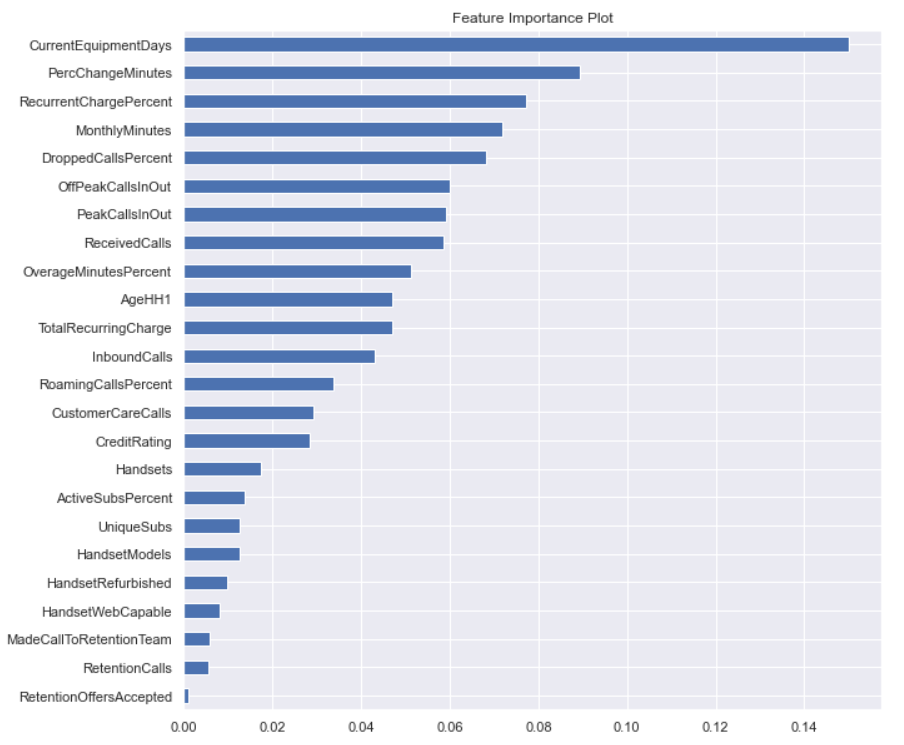 Feature Importance Plot
CurrentEquipmentDays
PercChangeMinutes
RecurrentChargePercent
MonthlyMinutes
DroppedCallsPercent
OffPeakCallsInOut
PeakCallsInOut
ReceivedCalls
OverageMinutesPercent
AgeHH1
TotalRecurringCharge
InboundCalls
RoamingCallsPercent
CustomerCareCalls
CreditRating
Handsets
ActiveSubsPercent
UniqueSubs
HandsetModels
HandsetRefurbished
HandsetWebCapable
MadeCallToRetentionTeam
RetentionCalls
RetentionOffersAccepted
0.00 0.02 0.04 0.06 0.08 0.10 0.12 0.14